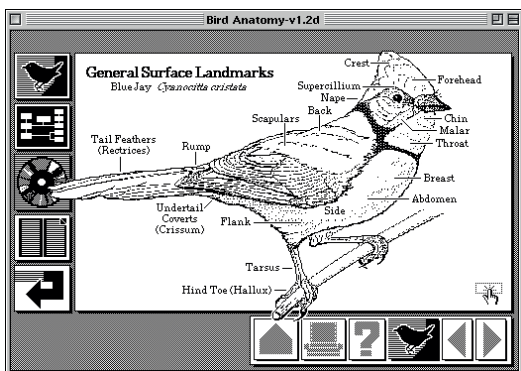 Bird Anatomy-v1.2d
General Surface Landmarks
Blue Jay Cyanocitta cristata
Crest
Forehead
Supercillium
Nape
Back
Chin
Scapulars
Malar
Throat
Tail Feathers
(Rectrices)
Rump
Breast
Abdomen
Undertail
Coverts
(Crissum)
Side
Flank
Tarsus
Hind Toe (Hallux)
?